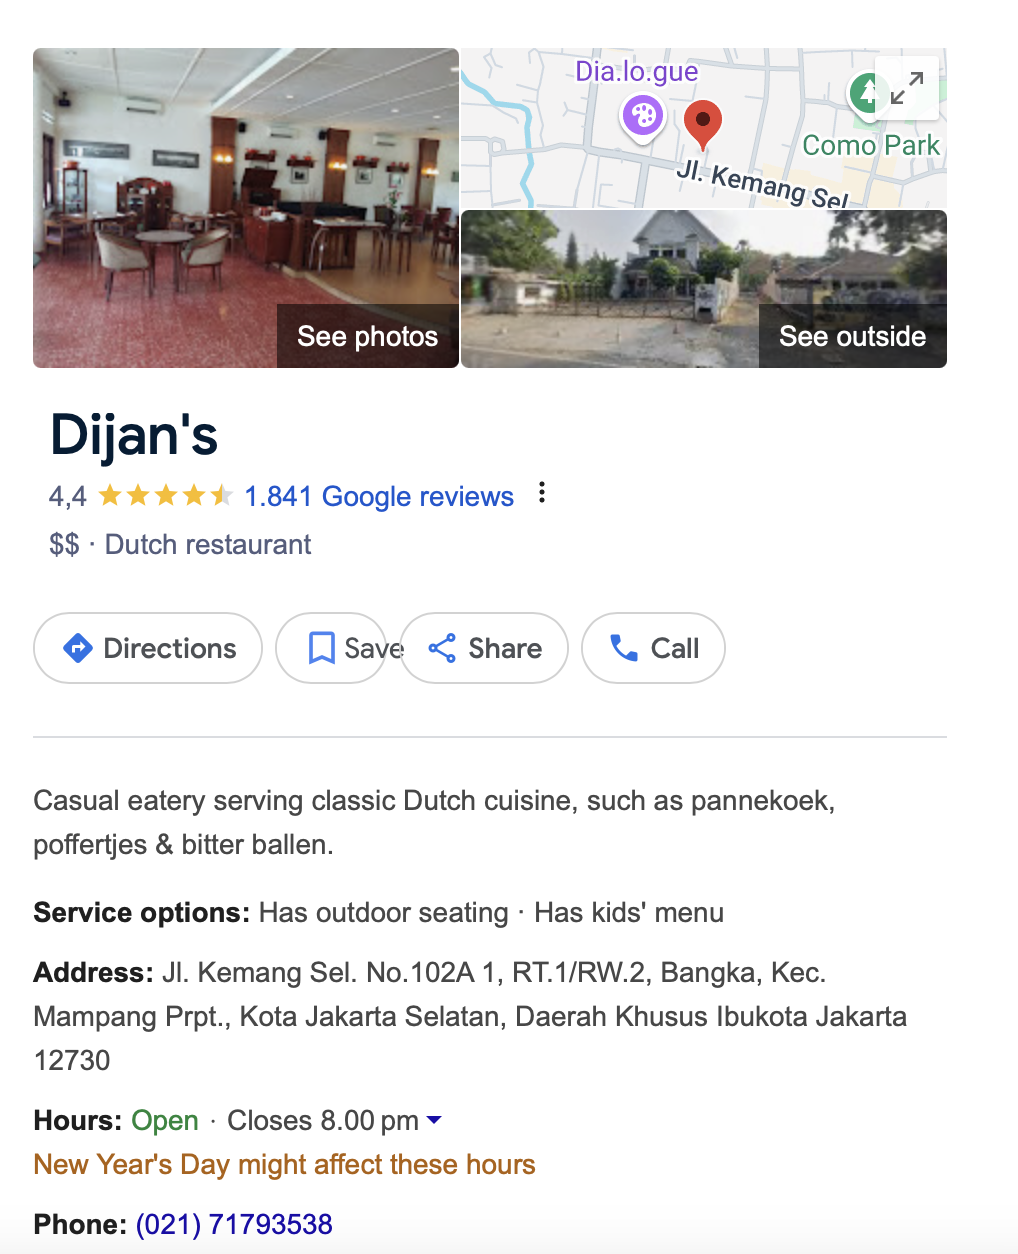 Dia.lo.gue
Como Park
Jl. Kemang Sel
See photos
See outside
Dijan's
4,4 1.841 Google reviews
$$ · Dutch restaurant
Directions Save Share Call
Casual eatery serving classic Dutch cuisine, such as pannekoek,
poffertjes & bitter ballen.
Service options: Has outdoor seating · Has kids' menu
Address: Jl. Kemang Sel. No.102A 1, RT.1/RW.2, Bangka, Kec.
Mampang Prpt., Kota Jakarta Selatan, Daerah Khusus Ibukota Jakarta
12730
Hours: Open · Closes 8.00 pm
New Year's Day might affect these hours
Phone: (021) 71793538